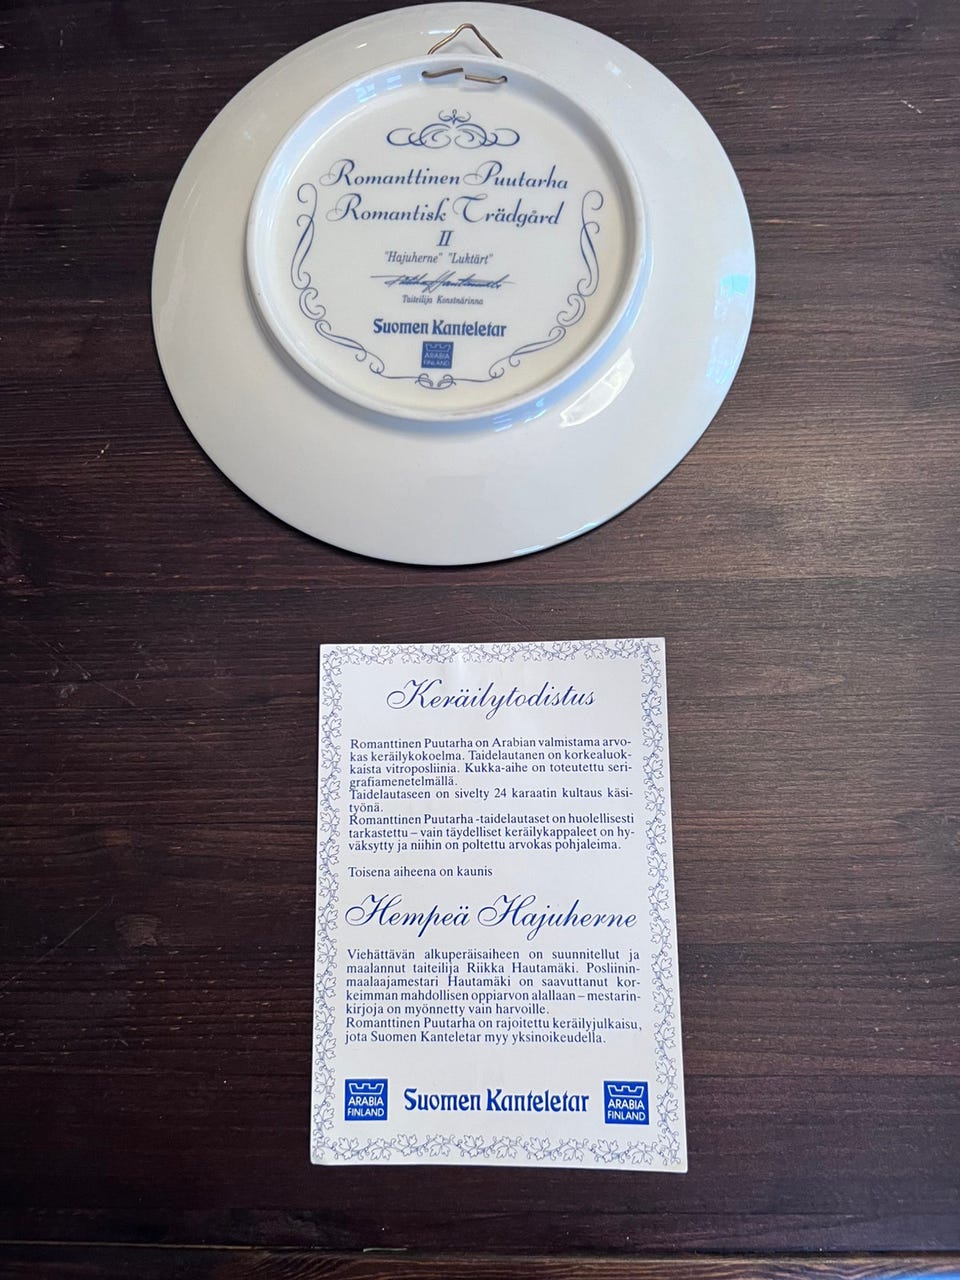 Romanttinen Puutarha
Romantisk Trädgård
II
"Hajuherne" "Luktärt"
Taiteilija Konstnärinna
Suomen Kanteletar
ARABIA
FINLAND
Keräilytodistus
Romanttinen Puutarha on Arabian valmistama arvo-
kas keräilykokoelma. Taidelautanen on korkealuok-
kaista vitroposliinia. Kukka-aihe on toteutettu seri-
grafiamenetelmällä.
Taidelautaseen on sivelty 24 karaatin kultaus käsi-
työnä.
Romanttinen Puutarha -taidelautaset on huolellisesti
tarkastettu – vain täydelliset keräilykappaleet on hy-
väksytty ja niihin on poltettu arvokas pohjaleima.
Toisena aiheena on kaunis
Hempeä Hajuherne
Viehättävän alkuperäisaiheen on suunnitellut ja
maalannut taiteilija Riikka Hautamäki. Posliinin-
maalaajamestari Hautamäki on saavuttanut kor-
keimman mahdollisen oppiarvon alallaan – mestarin-
kirjoja on myönnetty vain harvoille.
Romanttinen Puutarha on rajoitettu keräilyjulkaisu,
jota Suomen Kanteletar myy yksinoikeudella.
ARABIA
FINLAND
Suomen Kanteletar
ARABIA
FINLAND